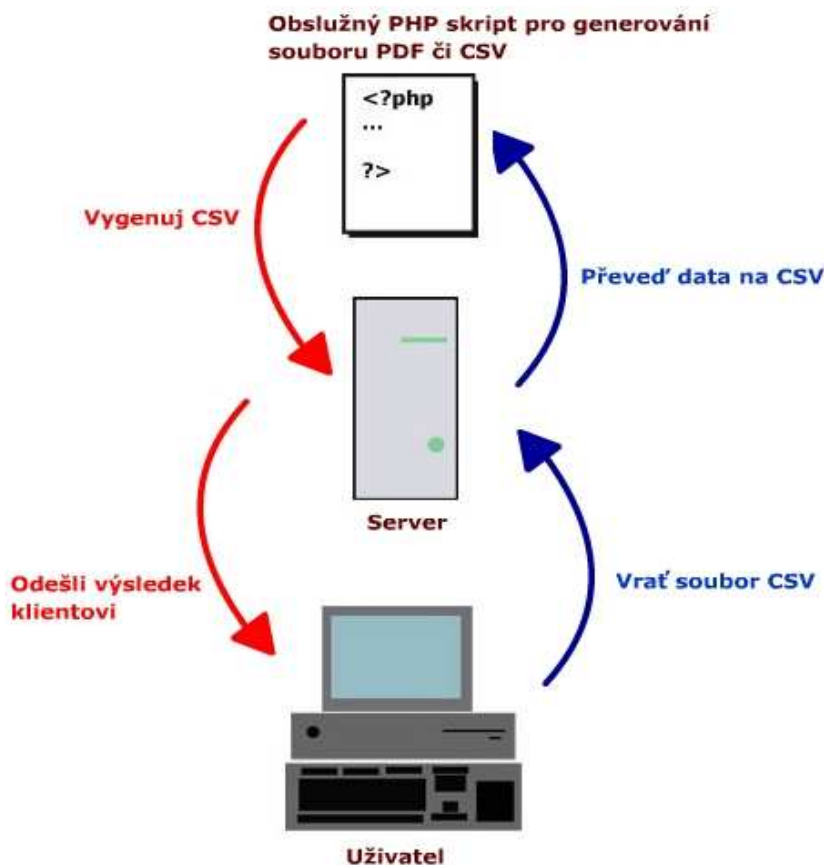 Obslužný PHP skript pro generování
souboru PDF či CSV
<?php
...
?>
Vygenuj CSV
Převeď data na CSV
Server
Odešli výsledek
klientovi
Vrať soubor CSV
Uživatel